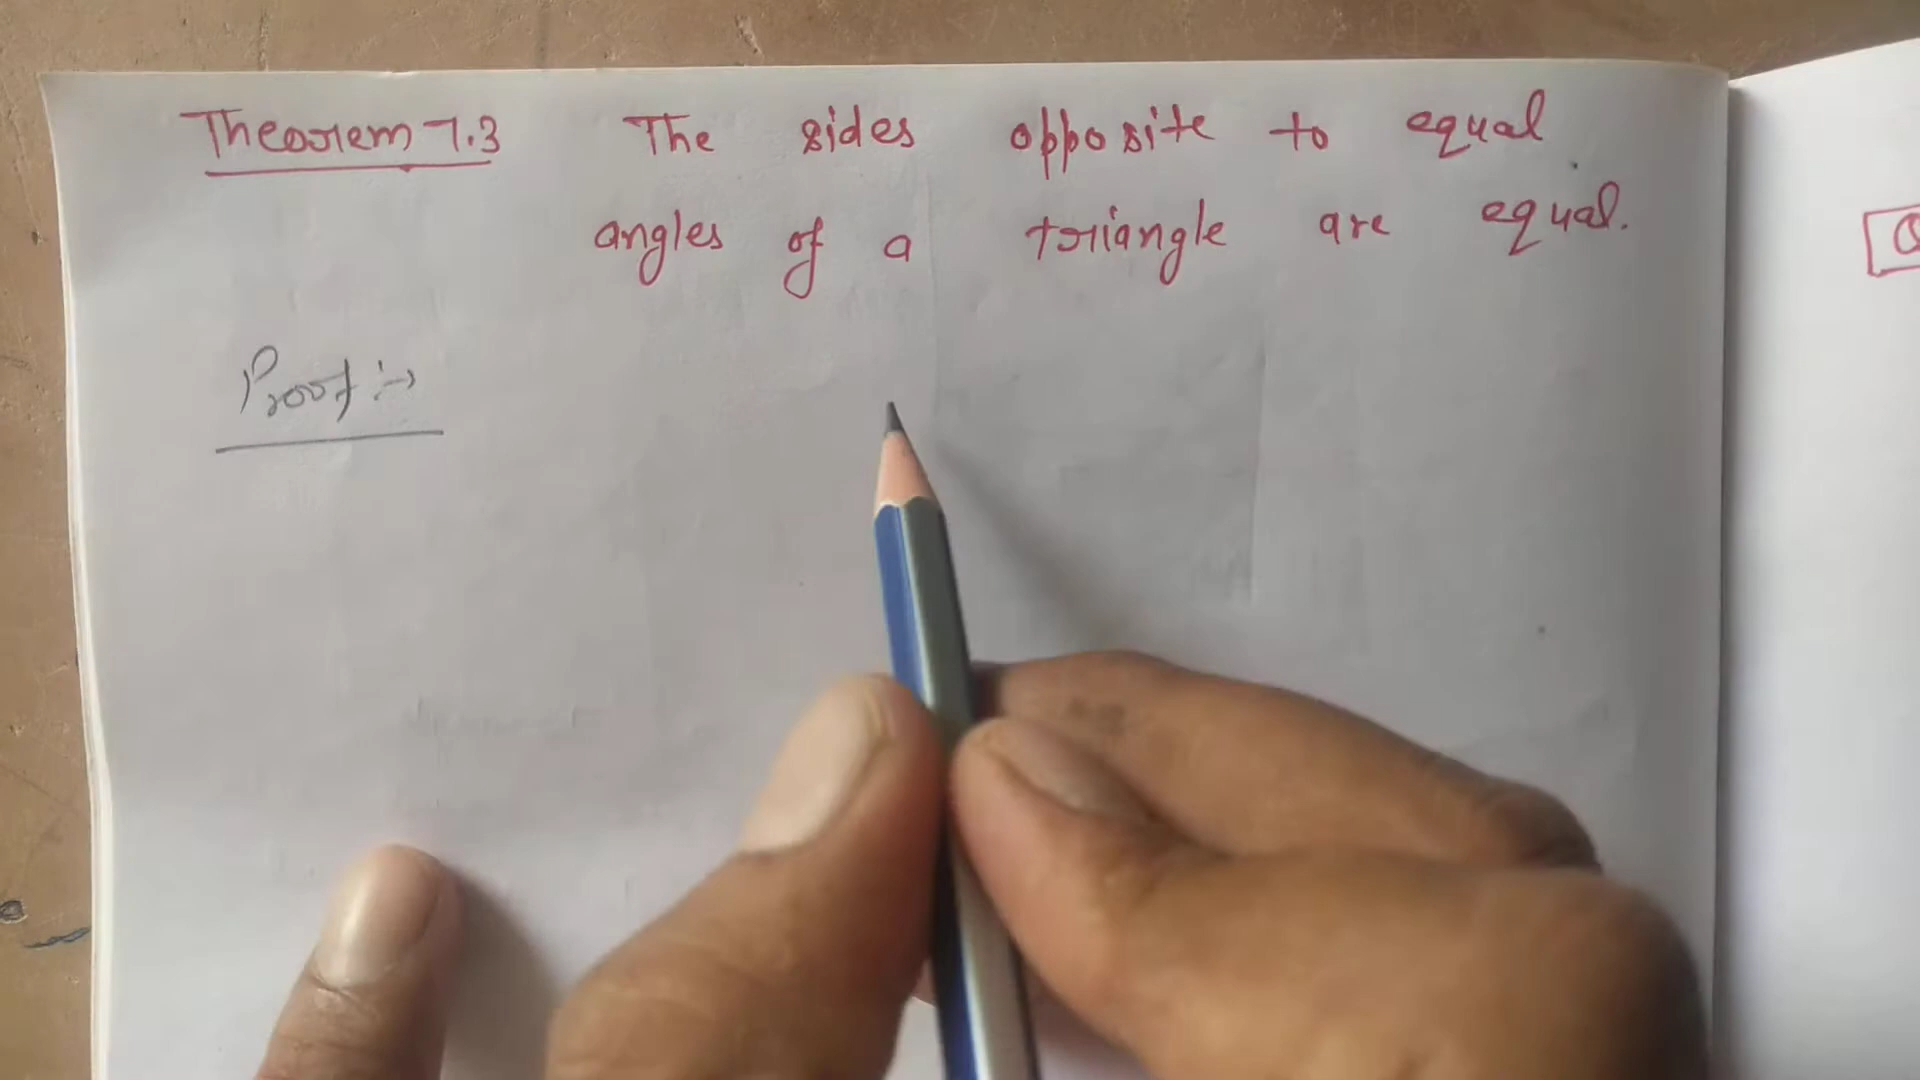 Theorem 7.3 The sides opposite to equal
angles of a triangle are equal.
Proof :→